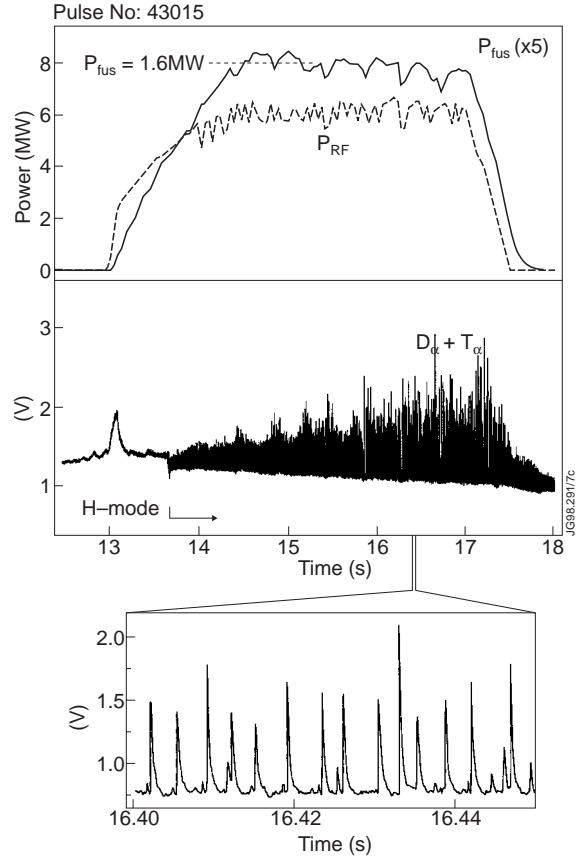 Pulse No: 43015
P_fus (x5)
P_fus = 1.6MW
8
6
4
2
0
Power (MW)
P_RF
D_α + T_α
3
2
1
(V)
H–mode
13 14 15 16 17 18
Time (s)
JG98.291/7c
2.0
1.5
1.0
(V)
16.40 16.42 16.44
Time (s)